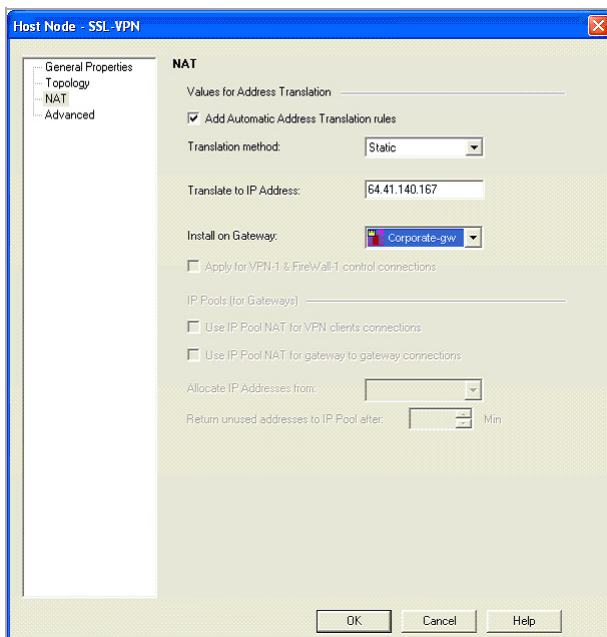 Host Node - SSL-VPN
General Properties
Topology
NAT
Advanced
NAT
Values for Address Translation
Add Automatic Address Translation rules
Translation method: Static
Translate to IP Address: 64.41.140.167
Install on Gateway: Corporate-gw
Apply for VPN-1 & FireWall-1 control connections
IP Pools (for Gateways)
Use IP Pool NAT for VPN clients connections
Use IP Pool NAT for gateway to gateway connections
Allocate IP Addresses from:
Return unused addresses to IP Pool after: Min
OK Cancel Help